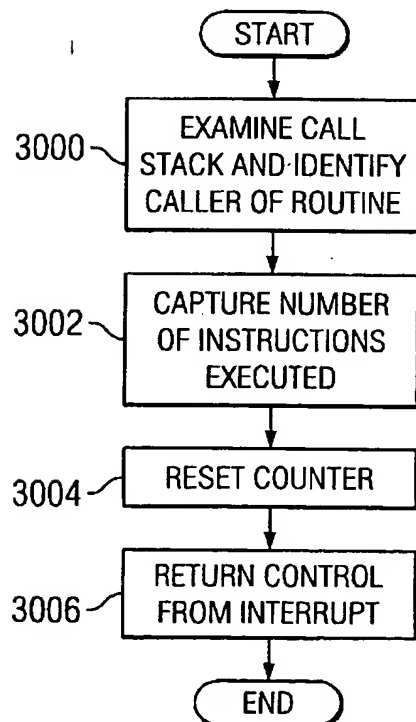 START
3000
EXAMINE CALL
STACK AND IDENTIFY
CALLER OF ROUTINE
3002
CAPTURE NUMBER
OF INSTRUCTIONS
EXECUTED
3004
RESET COUNTER
3006
RETURN CONTROL
FROM INTERRUPT
END